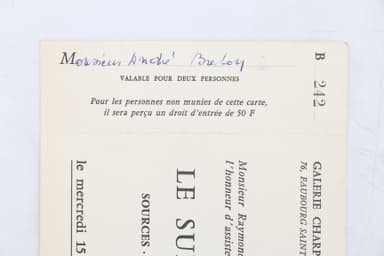 Monsieur André Breton
VALABLE POUR DEUX PERSONNES
Pour les personnes non munies de cette carte,
il sera perçu un droit d'entrée de 50 F
B 242
GALERIE CHARP
76, FAUBOURG SAINT
Monsieur Raymond
l'honneur d'assiste
LE SU
SOURCES ·
le mercredi 15